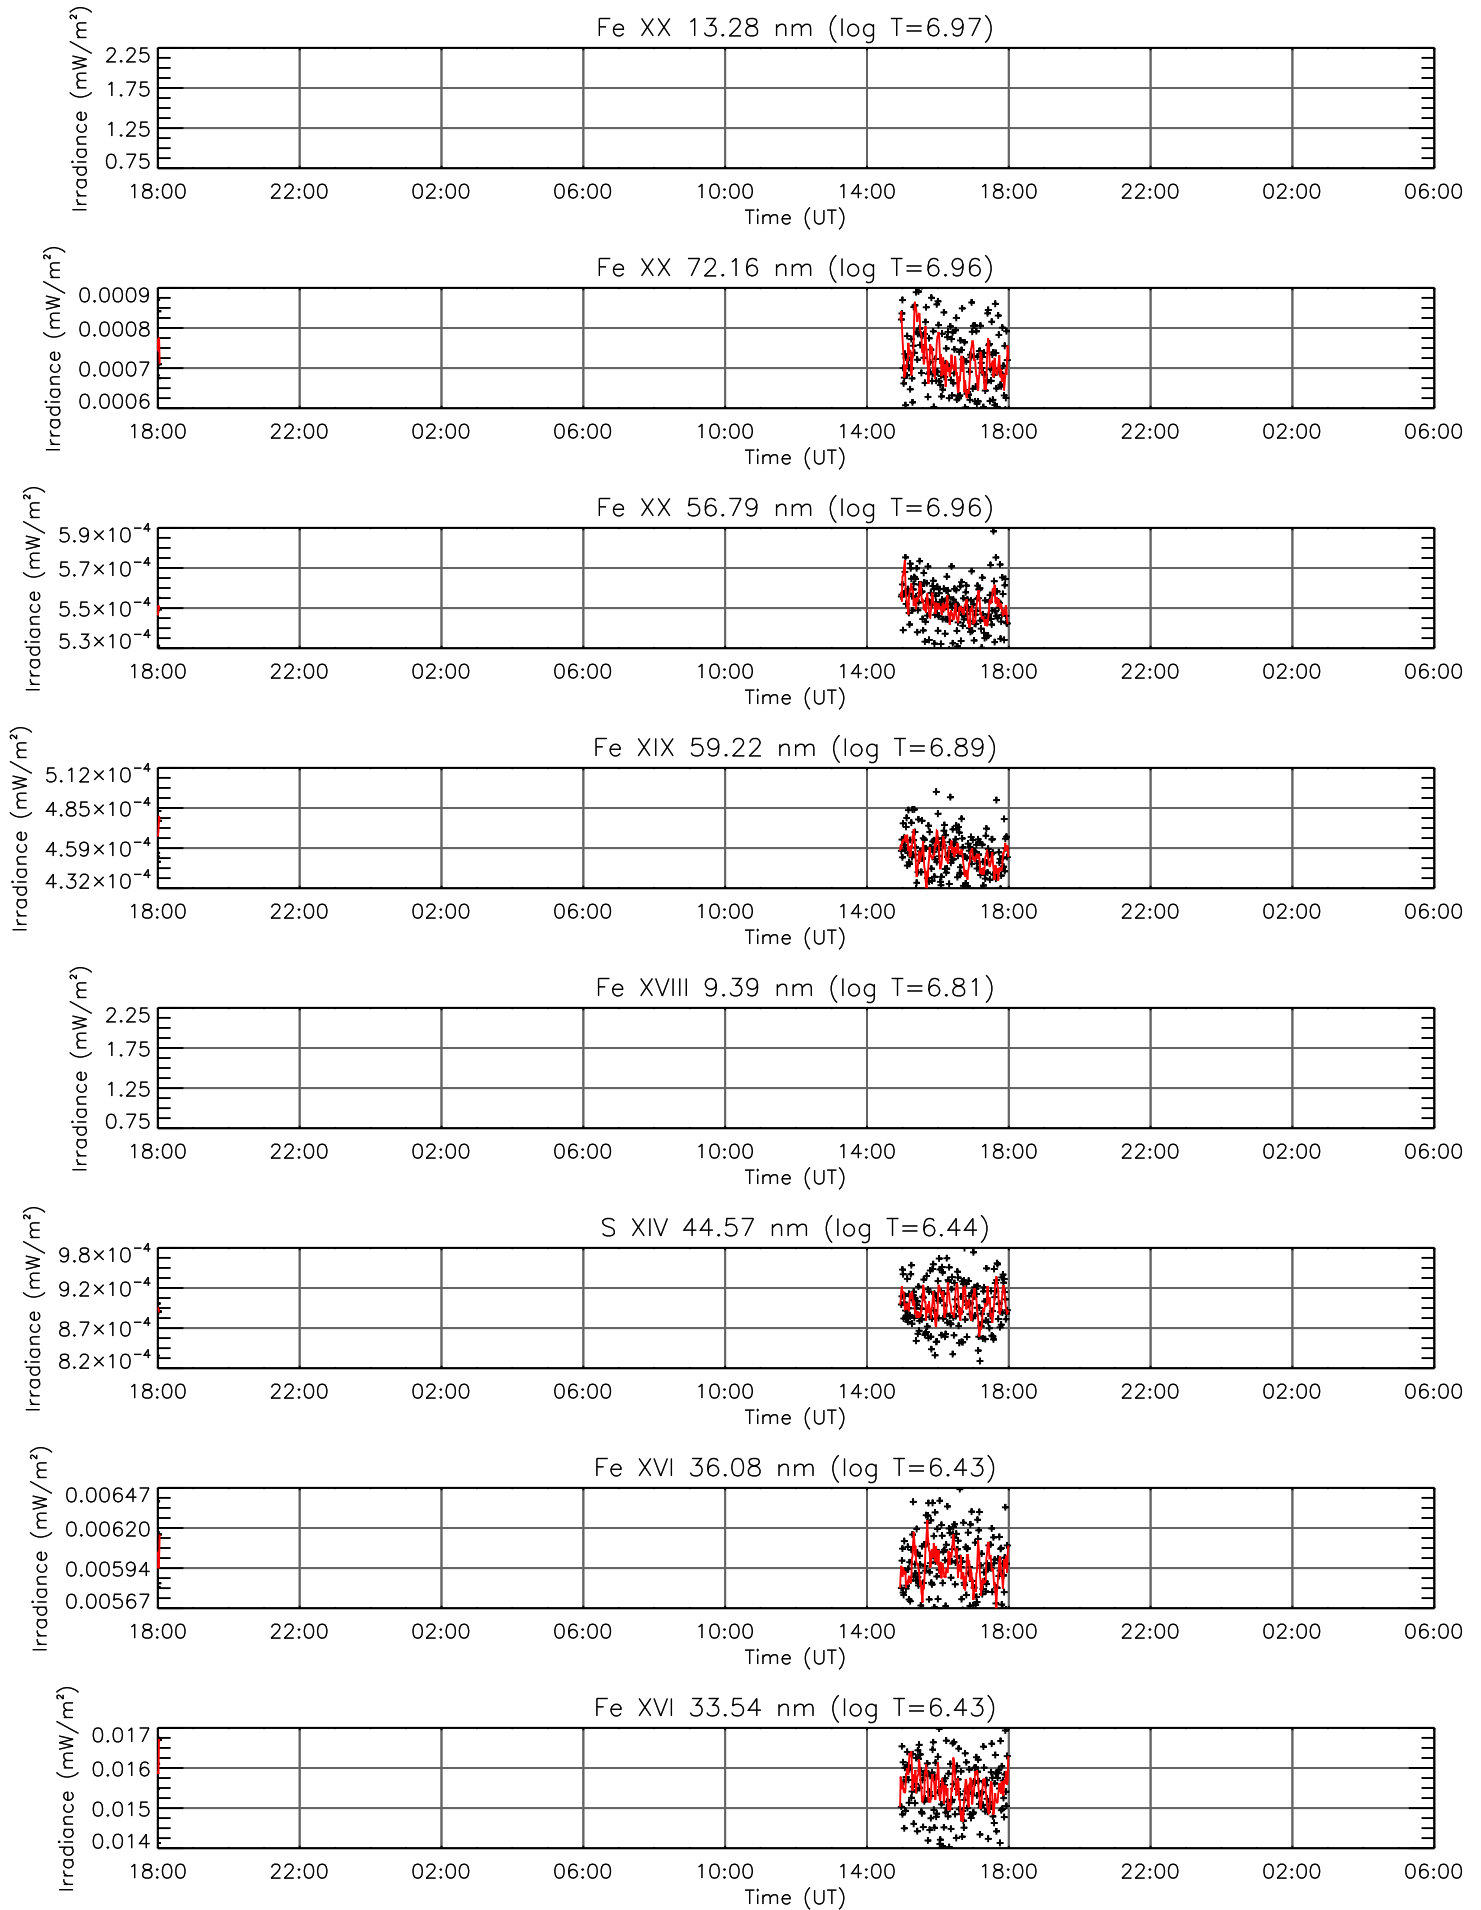 Fe XX 13.28 nm (log T=6.97)
Irradiance (mW/m²)
2.25
1.75
1.25
0.75
18:00 22:00 02:00 06:00 10:00 14:00 18:00 22:00 02:00 06:00
Time (UT)
Fe XX 72.16 nm (log T=6.96)
Irradiance (mW/m²)
0.0009
0.0008
0.0007
0.0006
18:00 22:00 02:00 06:00 10:00 14:00 18:00 22:00 02:00 06:00
Time (UT)
Fe XX 56.79 nm (log T=6.96)
Irradiance (mW/m²)
5.9×10⁻⁴
5.7×10⁻⁴
5.5×10⁻⁴
5.3×10⁻⁴
18:00 22:00 02:00 06:00 10:00 14:00 18:00 22:00 02:00 06:00
Time (UT)
Fe XIX 59.22 nm (log T=6.89)
Irradiance (mW/m²)
5.12×10⁻⁴
4.85×10⁻⁴
4.59×10⁻⁴
4.32×10⁻⁴
18:00 22:00 02:00 06:00 10:00 14:00 18:00 22:00 02:00 06:00
Time (UT)
Fe XVIII 9.39 nm (log T=6.81)
Irradiance (mW/m²)
2.25
1.75
1.25
0.75
18:00 22:00 02:00 06:00 10:00 14:00 18:00 22:00 02:00 06:00
Time (UT)
S XIV 44.57 nm (log T=6.44)
Irradiance (mW/m²)
9.8×10⁻⁴
9.2×10⁻⁴
8.7×10⁻⁴
8.2×10⁻⁴
18:00 22:00 02:00 06:00 10:00 14:00 18:00 22:00 02:00 06:00
Time (UT)
Fe XVI 36.08 nm (log T=6.43)
Irradiance (mW/m²)
0.00647
0.00620
0.00594
0.00567
18:00 22:00 02:00 06:00 10:00 14:00 18:00 22:00 02:00 06:00
Time (UT)
Fe XVI 33.54 nm (log T=6.43)
Irradiance (mW/m²)
0.017
0.016
0.015
0.014
18:00 22:00 02:00 06:00 10:00 14:00 18:00 22:00 02:00 06:00
Time (UT)